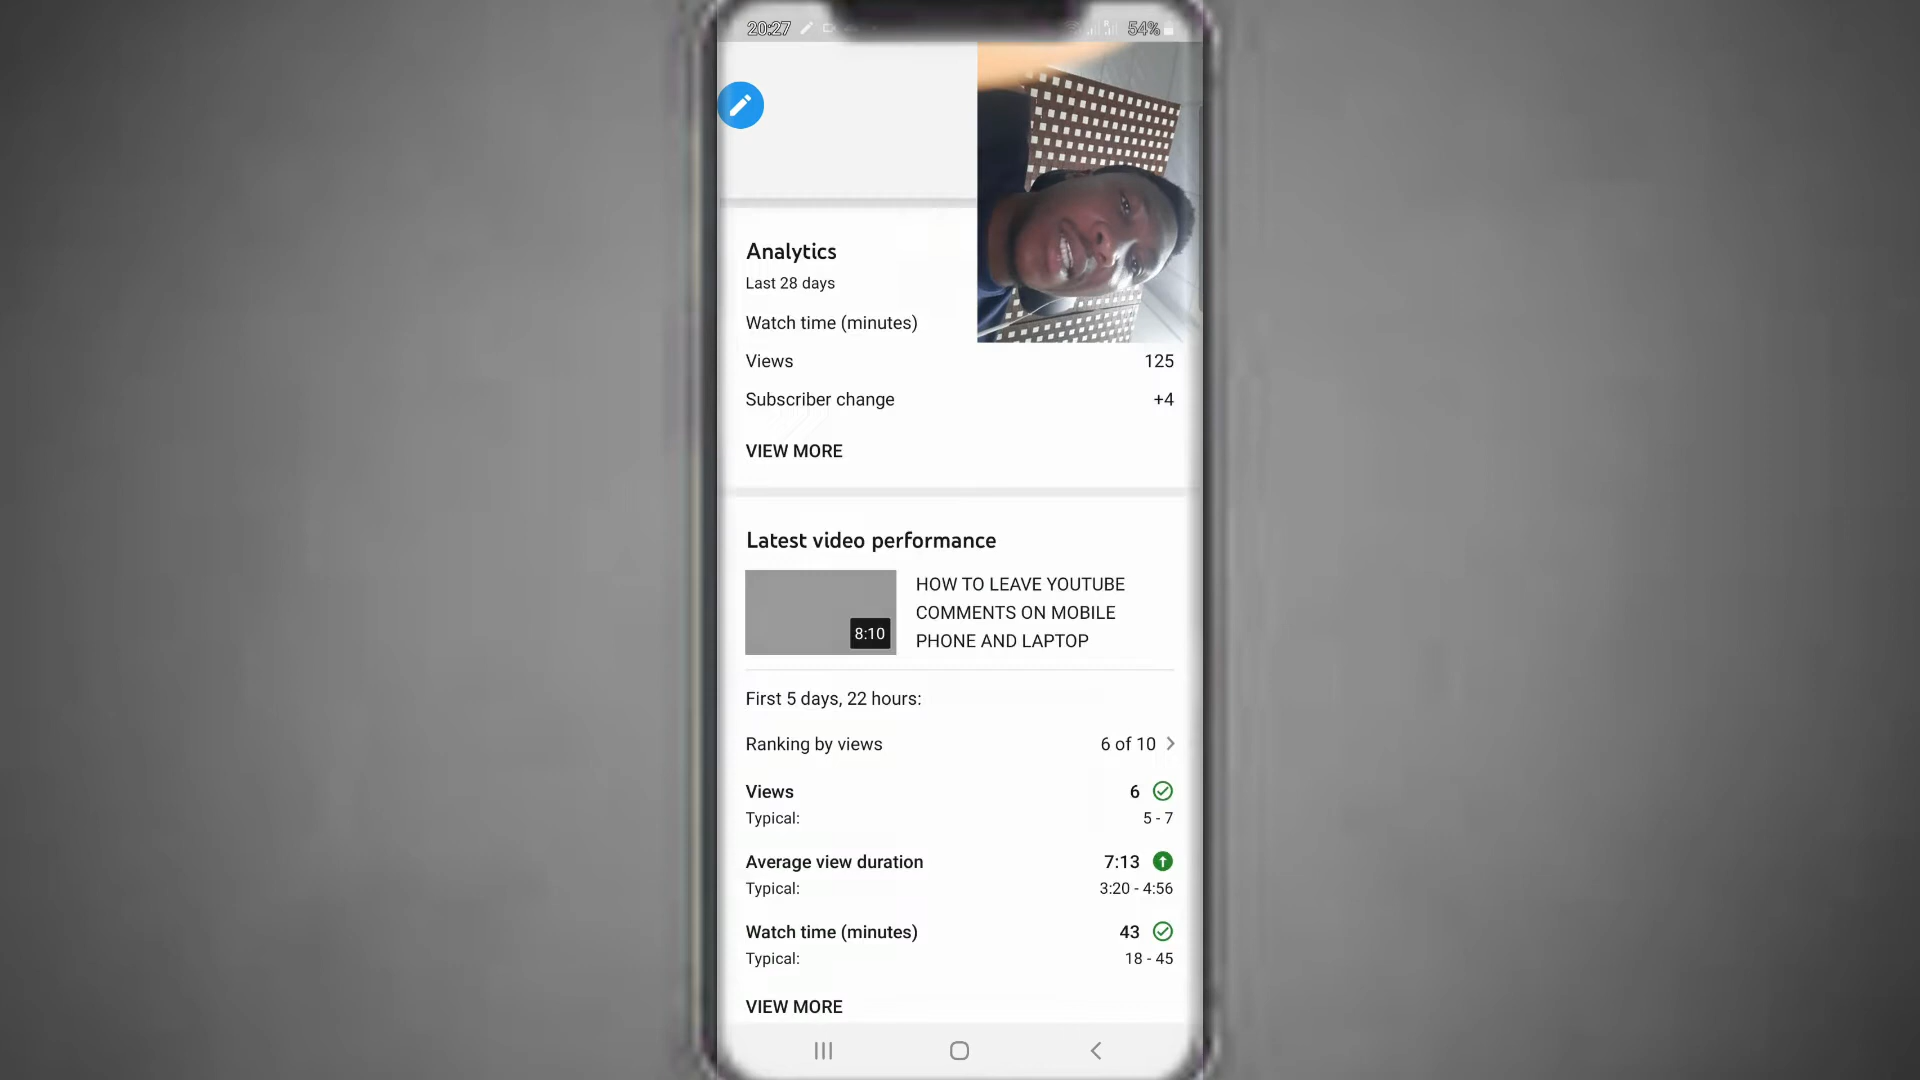 20:27
54%
Analytics
Last 28 days
Watch time (minutes)
Views 125
Subscriber change +4
VIEW MORE
Latest video performance
8:10
HOW TO LEAVE YOUTUBE
COMMENTS ON MOBILE
PHONE AND LAPTOP
First 5 days, 22 hours:
Ranking by views 6 of 10
Views 6
Typical: 5 - 7
Average view duration 7:13
Typical: 3:20 - 4:56
Watch time (minutes) 43
Typical: 18 - 45
VIEW MORE